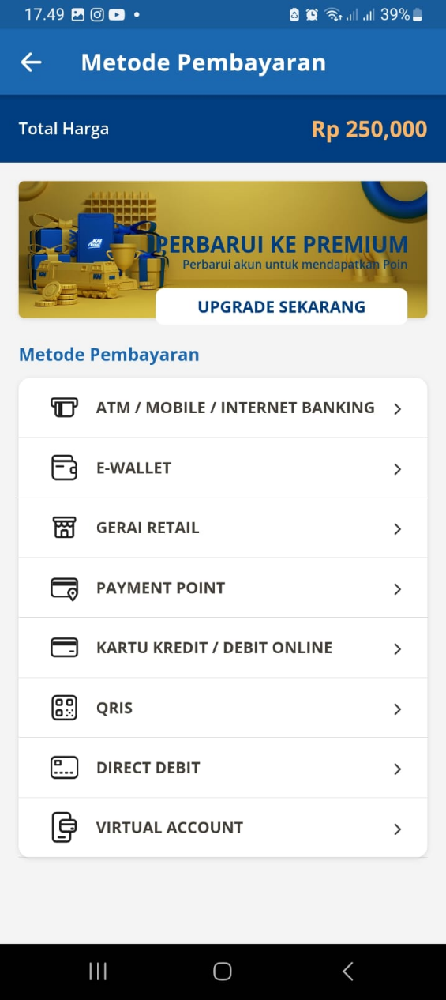 17.49
39%
Metode Pembayaran
Total Harga
Rp 250,000
KAI
PERBARUI KE PREMIUM
Perbarui akun untuk mendapatkan Poin
UPGRADE SEKARANG
Metode Pembayaran
ATM / MOBILE / INTERNET BANKING
E-WALLET
GERAI RETAIL
PAYMENT POINT
KARTU KREDIT / DEBIT ONLINE
QRIS
DIRECT DEBIT
VIRTUAL ACCOUNT